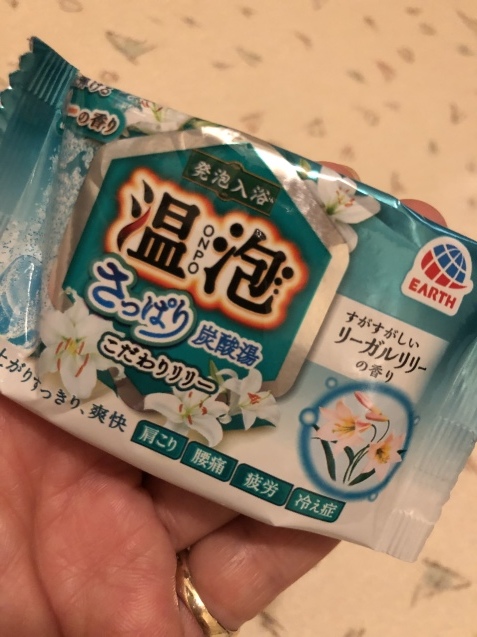 ーの香り
発泡入浴
温泡
ONPO
さっぱり
炭酸湯
こだわりリリー
EARTH
すがすがしい
リーガルリリー
の香り
上がりすっきり、爽快
肩こり
腰痛
疲労
冷え症